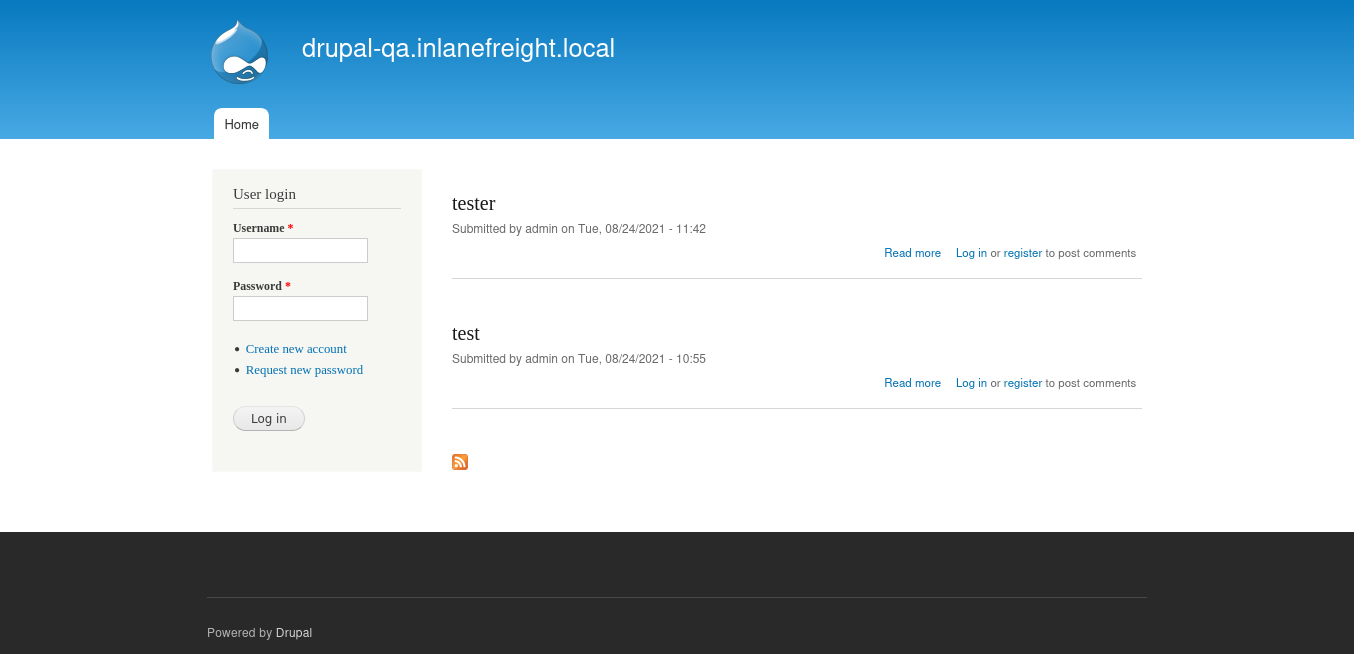 drupal-qa.inlanefreight.local
Home
User login
Username *
Password *
Create new account
Request new password
Log in
tester
Submitted by admin on Tue, 08/24/2021 - 11:42
Read more Log in or register to post comments
test
Submitted by admin on Tue, 08/24/2021 - 10:55
Read more Log in or register to post comments
Powered by Drupal